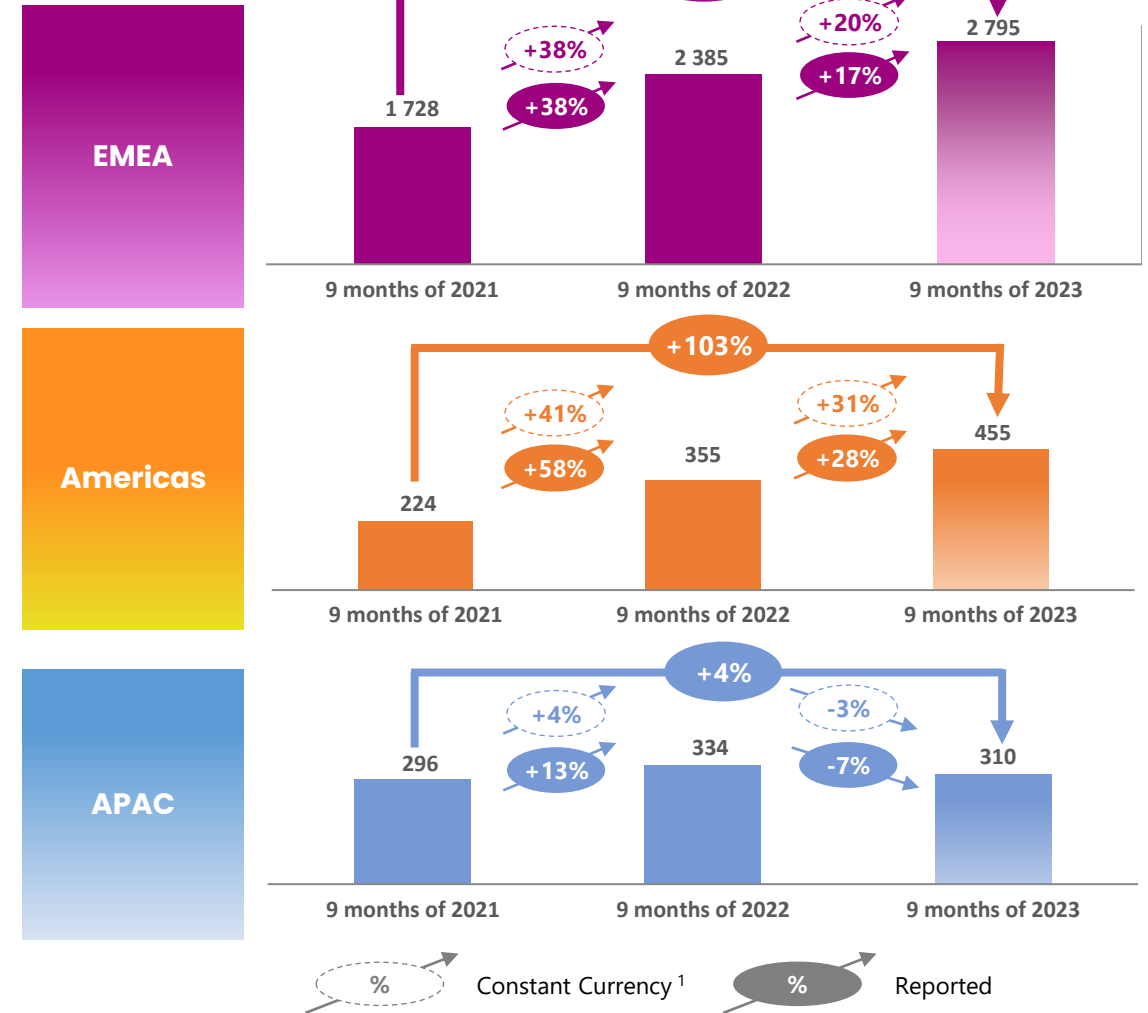 +20%
2 795
+38%
2 385
+17%
+38%
1 728
EMEA
9 months of 2021
9 months of 2022
9 months of 2023
+103%
+41%
+31%
455
355
+58%
+28%
Americas
224
9 months of 2021
9 months of 2022
9 months of 2023
+4%
+4%
-3%
334
310
296
+13%
-7%
APAC
9 months of 2021
9 months of 2022
9 months of 2023
%
Constant Currency 1
%
Reported